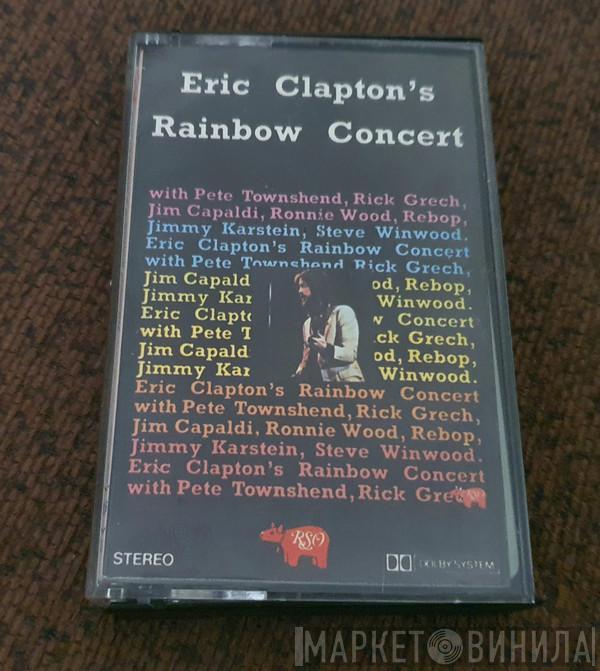 Eric Clapton's
Rainbow Concert
with Pete Townshend, Rick Grech,
Jim Capaldi, Ronnie Wood, Rebop,
Jimmy Karstein, Steve Winwood.
Eric Clapton's Rainbow Concert
with Pete Townshend, Rick Grech,
Jim Capald od, Rebop,
Jimmy Kar Winwood.
Eric Clapto w Concert
with Pete T ck Grech,
Jim Capald od, Rebop,
Jimmy Kar Winwood.
Eric Clapton's Rainbow Concert
with Pete Townshend, Rick Grech,
Jim Capaldi, Ronnie Wood, Rebop,
Jimmy Karstein, Steve Winwood.
Eric Clapton's Rainbow Concert
with Pete Townshend, Rick Gre
RSO
STEREO
DOLBY SYSTEM
МАРКЕТ ВИНИЛА